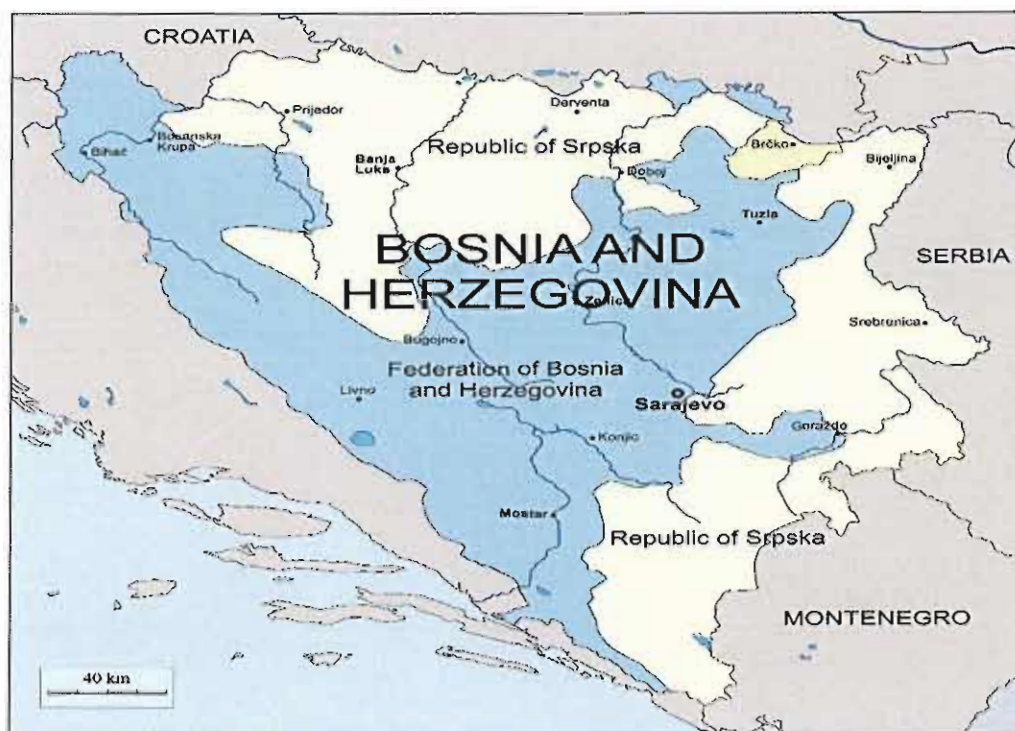 CROATIA
Prijedor
Derventa
Bosanska
Krupa
Bihać
Banja
Luka
Republic of Srpska
Brčko
Doboj
Bijeljina
Tuzla
BOSNIA AND
HERZEGOVINA
SERBIA
Zenica
Srebrenica
Bugojno
Federation of Bosnia
and Herzegovina
Livno
Sarajevo
Goražde
Konjic
Mostar
Republic of Srpska
MONTENEGRO
40 km